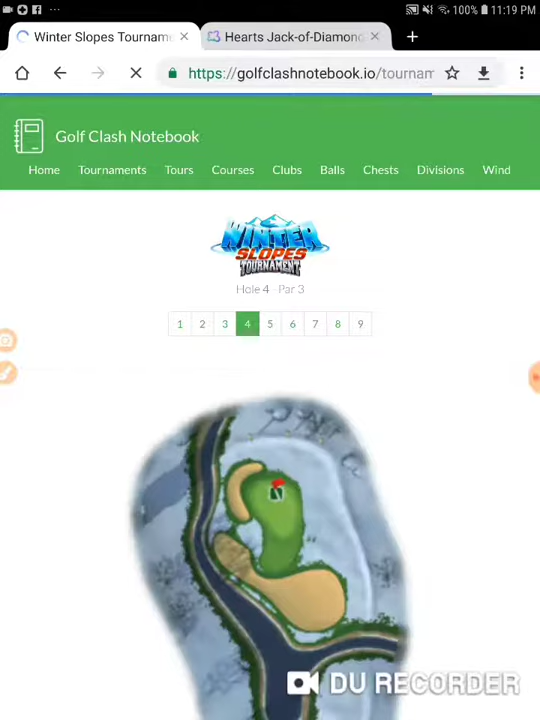 100% 11:19 PM
Winter Slopes Tourname
Hearts Jack-of-Diamond
https://golfclashnotebook.io/tournam
Golf Clash Notebook
Home Tournaments Tours Courses Clubs Balls Chests Divisions Wind
WINTER
SLOPES
TOURNAMENT
Hole 4 - Par 3
1 2 3 4 5 6 7 8 9
DU RECORDER